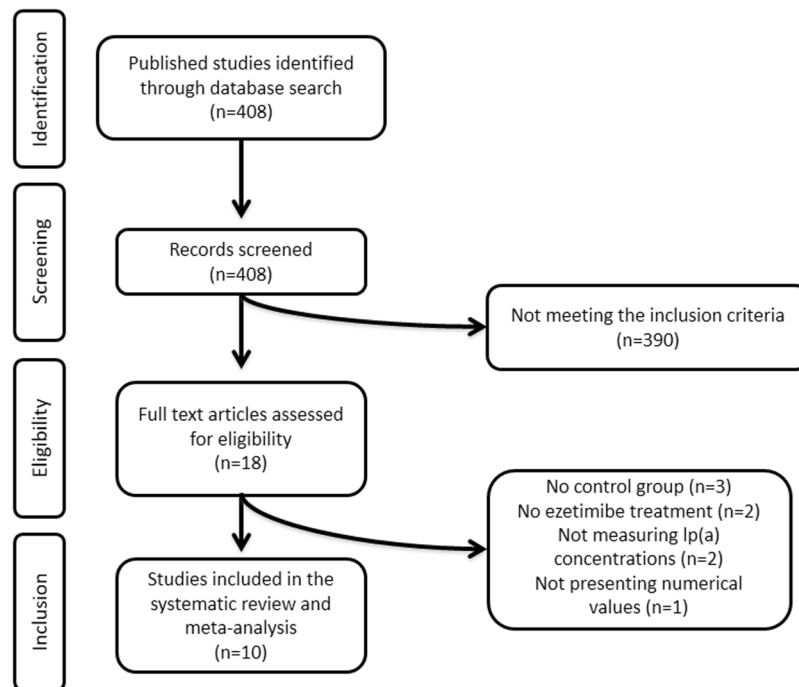 Identification
Published studies identified
through database search
(n=408)
Screening
Records screened
(n=408)
Not meeting the inclusion criteria
(n=390)
Eligibility
Full text articles assessed
for eligibility
(n=18)
No control group (n=3)
No ezetimibe treatment (n=2)
Not measuring lp(a)
concentrations (n=2)
Not presenting numerical
values (n=1)
Inclusion
Studies included in the
systematic review and
meta-analysis
(n=10)